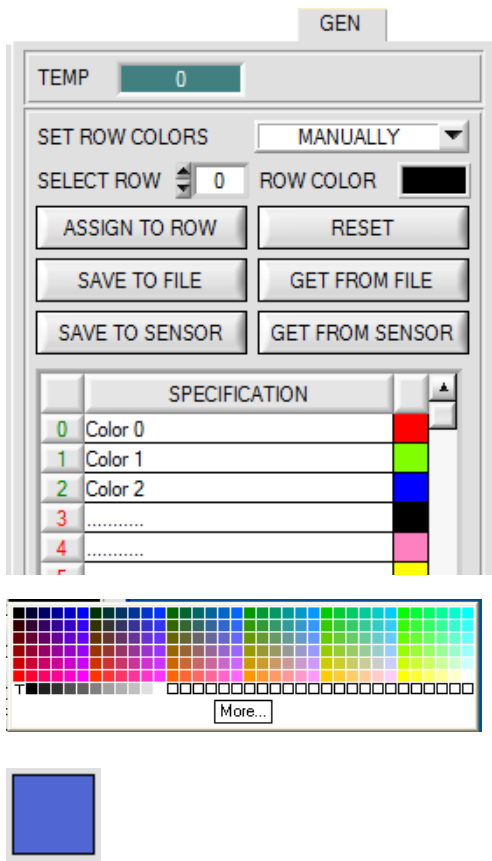 GEN
TEMP 0
SET ROW COLORS MANUALLY
SELECT ROW 0 ROW COLOR
ASSIGN TO ROW RESET
SAVE TO FILE GET FROM FILE
SAVE TO SENSOR GET FROM SENSOR
SPECIFICATION
0 Color 0
1 Color 1
2 Color 2
3 ...........
4 ...........
5
T
More...